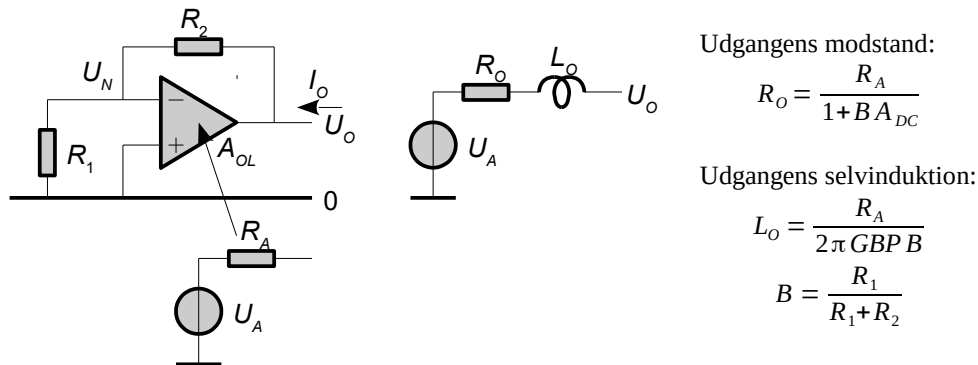 R2
UN
IO
UO
R1
AOL
0
RA
UA
RO
LO
UO
UA
Udgangens modstand:
RO = RA / (1 + B ADC)
Udgangens selvinduktion:
LO = RA / (2π GBP B)
B = R1 / (R1 + R2)